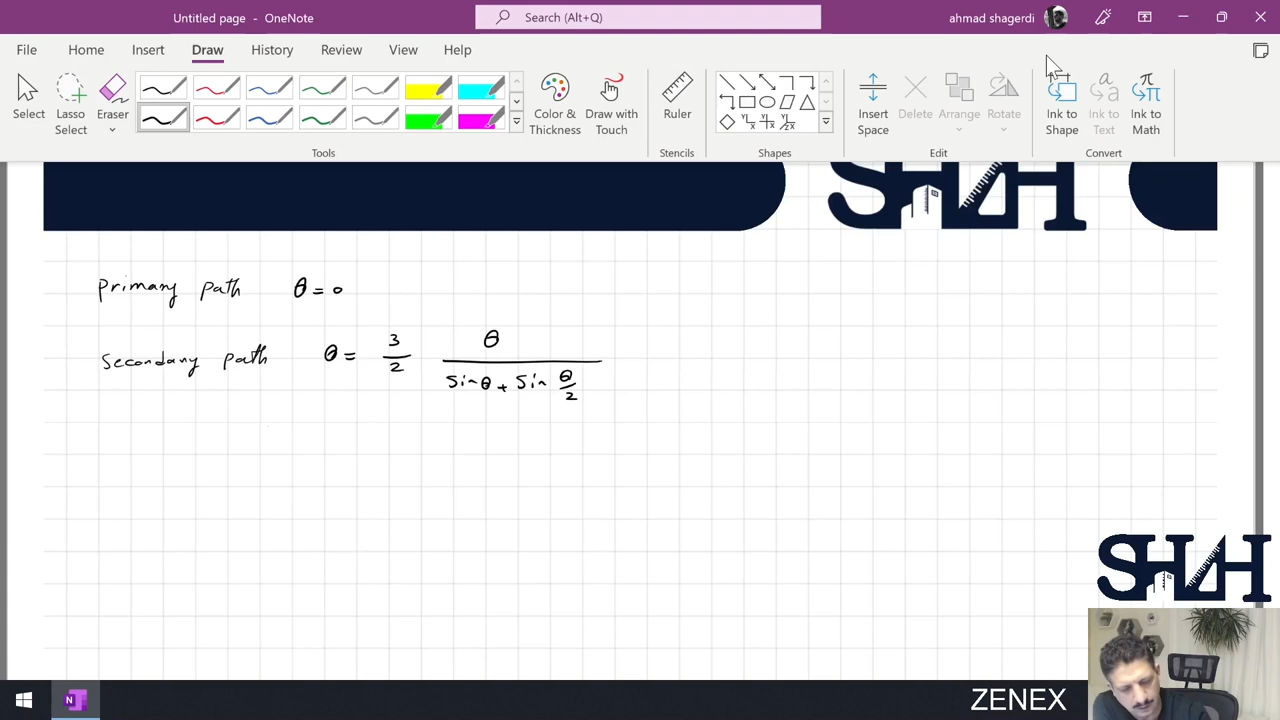 Untitled page - OneNote
Search (Alt+Q)
ahmad shagerdi
File Home Insert Draw History Review View Help
Select
Lasso Select
Eraser
Color & Thickness
Draw with Touch
Ruler
Insert Space
Delete
Arrange
Rotate
Ink to Shape
Ink to Text
Ink to Math
Tools
Stencils
Shapes
Edit
Convert
SHZH
Primary path θ = 0
Secondary path θ = 3/2 θ / (Sin θ + Sin θ/2)
SHZH
ZENEX